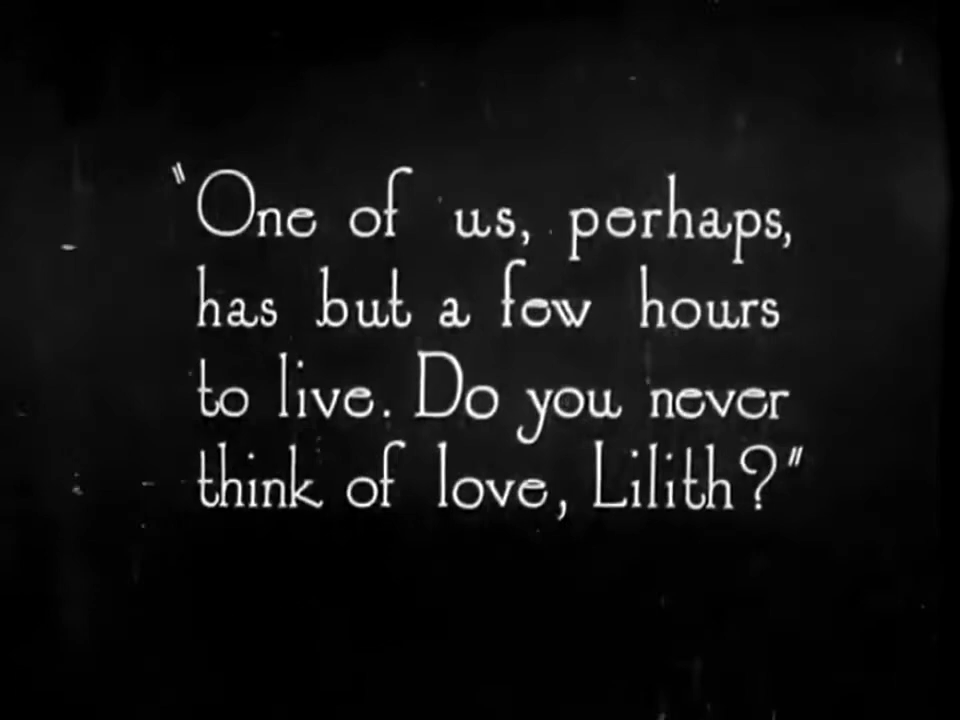 "One of us, perhaps,
has but a few hours
to live. Do you never
think of love, Lilith?"